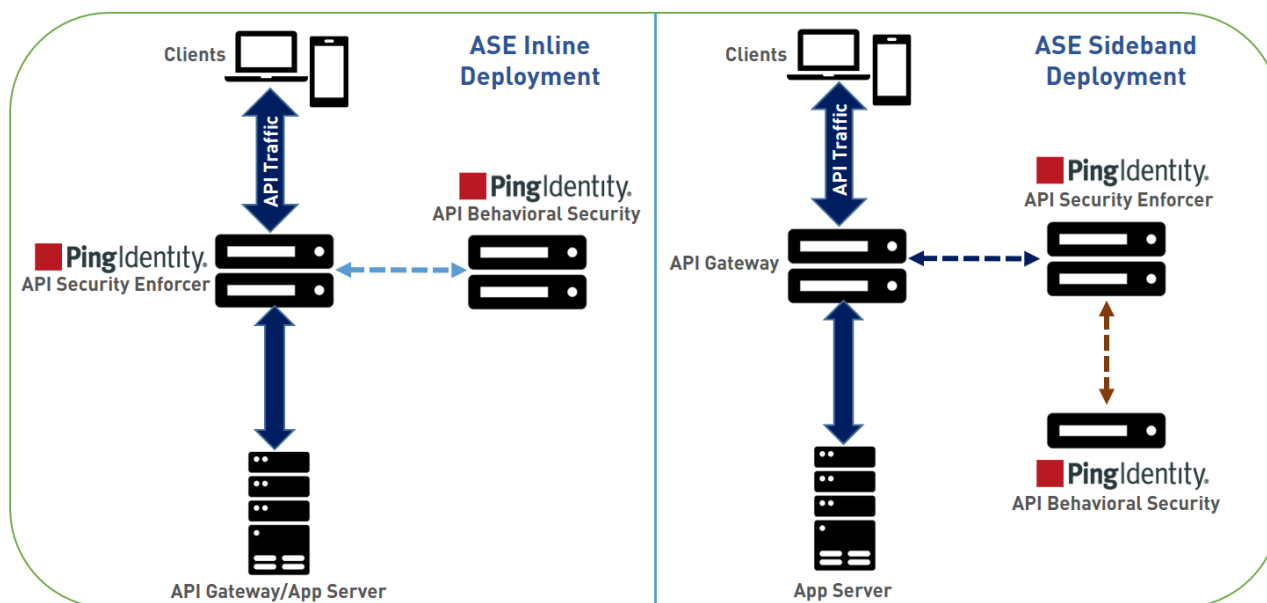 Clients
ASE Inline
Deployment
API Traffic
PingIdentity.
API Behavioral Security
PingIdentity.
API Security Enforcer
API Gateway/App Server
Clients
ASE Sideband
Deployment
API Traffic
PingIdentity.
API Security Enforcer
API Gateway
PingIdentity.
API Behavioral Security
App Server